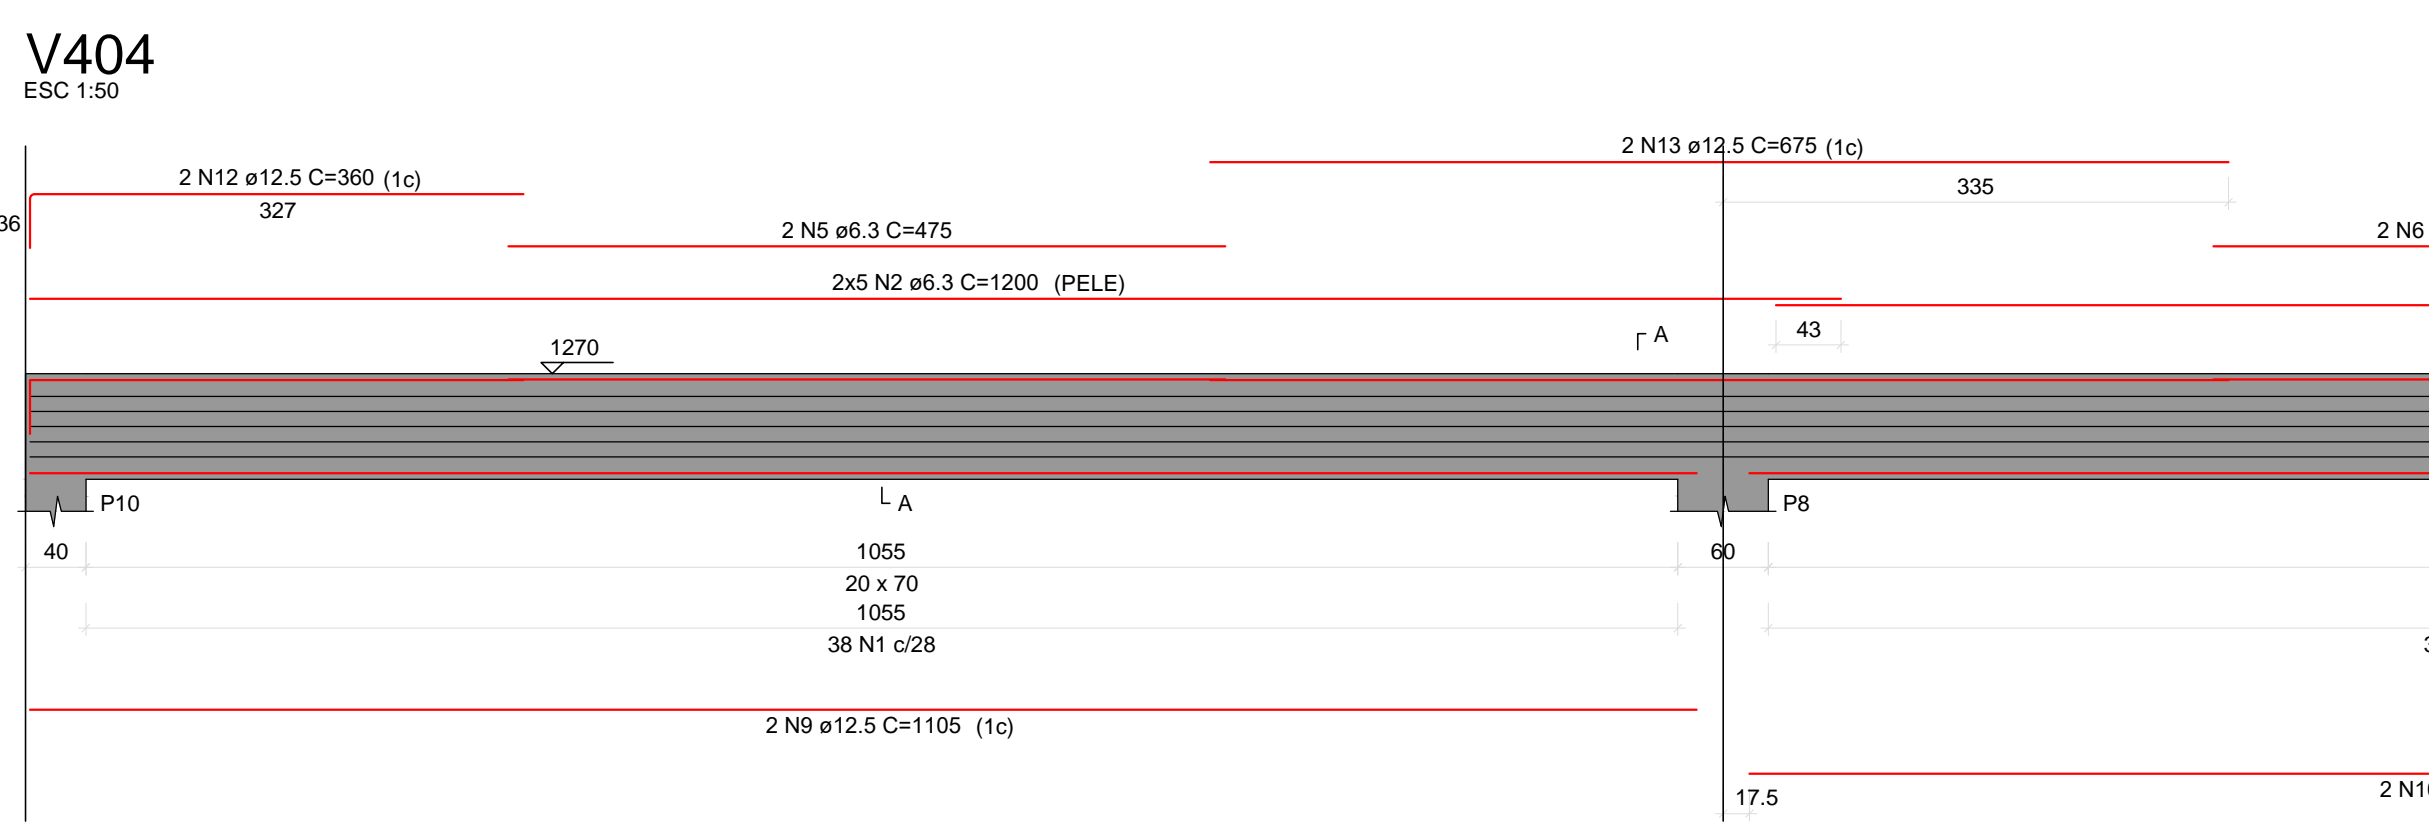 V404
ESC 1:50
2 N13 ø12.5 C=675 (1c)
2 N12 ø12.5 C=360 (1c)
335
327
36
2 N5 ø6.3 C=475
2 N6
2x5 N2 ø6.3 C=1200 (PELE)
43
A
1270
P10
A
P8
40
1055
60
20 x 70
1055
38 N1 c/28
2 N9 ø12.5 C=1105 (1c)
17.5